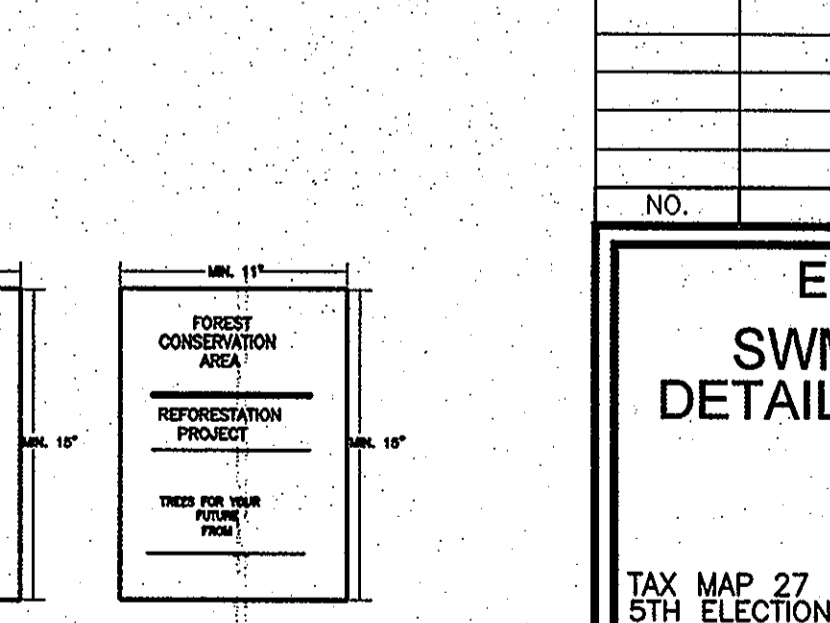 NO.
MIN. 11"
FOREST
CONSERVATION
AREA
REFORESTATION
PROJECT
TREES FOR YOUR
FUTURE
FROM
MIN. 15"
MIN. 15"
E
SWM
DETAIL
TAX MAP 27
5TH ELECTION